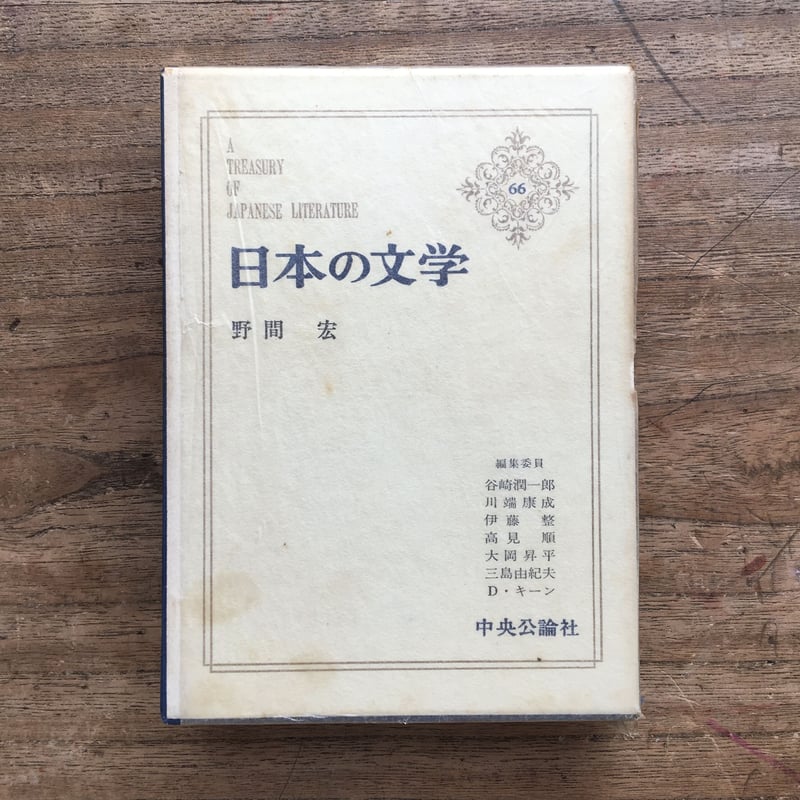 A
TREASURY
OF
JAPANESE LITERATURE
66
日本の文学
野間 宏
編集委員
谷崎潤一郎
川端康成
伊藤 整
高見 順
大岡昇平
三島由紀夫
D・キーン
中央公論社